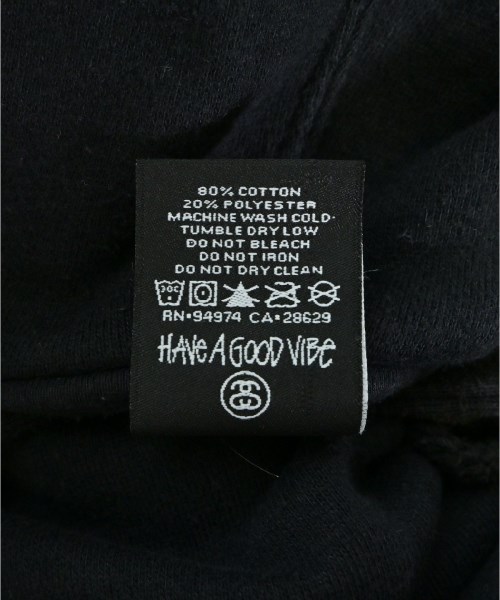 80% COTTON
20% POLYESTER
MACHINE WASH COLD·
TUMBLE DRY LOW
DO NOT BLEACH
DO NOT IRON
DO NOT DRY CLEAN
30C
RN·94974 CA·28629
HAVE A GOOD VIBE